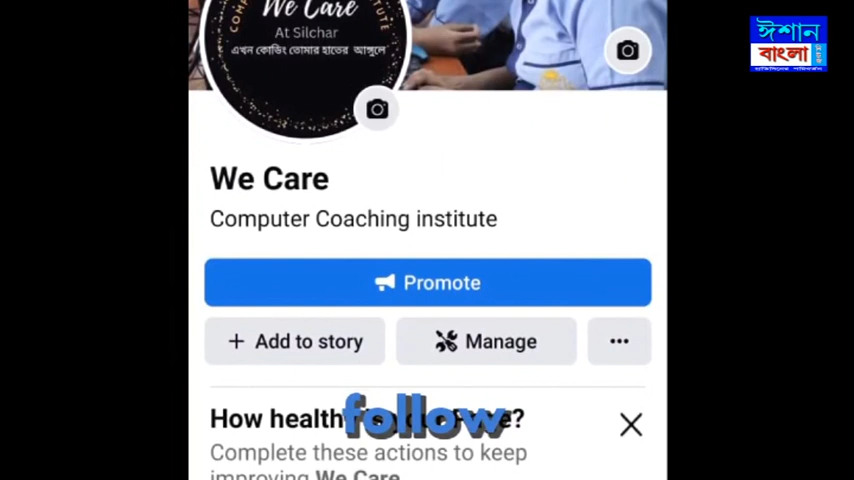 We Care
At Silchar
এখন কোডিং তোমার হাতের আঙ্গুলে
ঈশান
বাংলা
We Care
Computer Coaching institute
Promote
+ Add to story
Manage
How health
follow
?
Complete these actions to keep
improving We Care